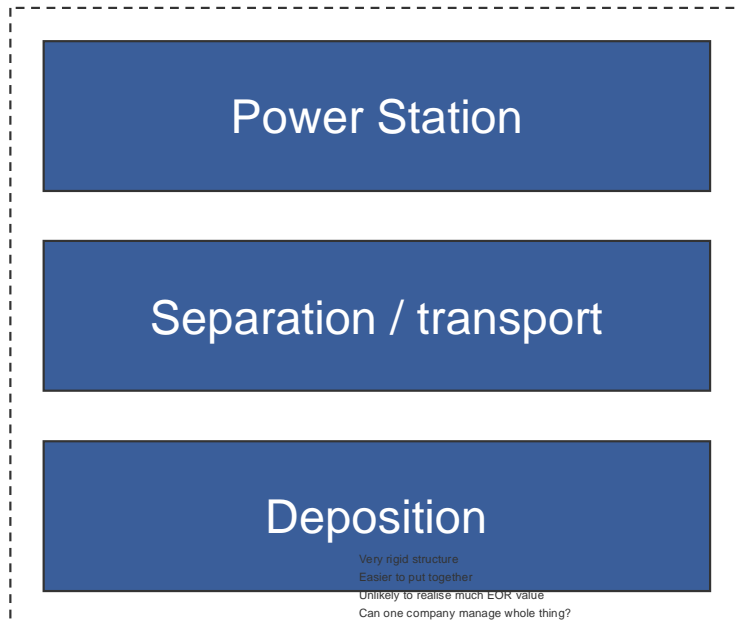 Power Station
Separation / transport
Deposition
Very rigid structure
Easier to put together
Unlikely to realise much EOR value
Can one company manage whole thing?